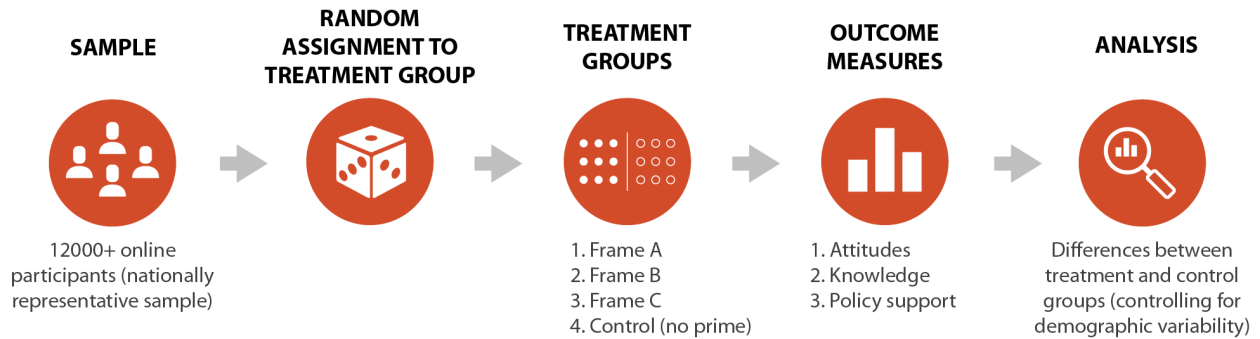 SAMPLE
12000+ online
participants (nationally
representative sample)
RANDOM
ASSIGNMENT TO
TREATMENT GROUP
TREATMENT
GROUPS
1. Frame A
2. Frame B
3. Frame C
4. Control (no prime)
OUTCOME
MEASURES
1. Attitudes
2. Knowledge
3. Policy support
ANALYSIS
Differences between
treatment and control
groups (controlling for
demographic variability)